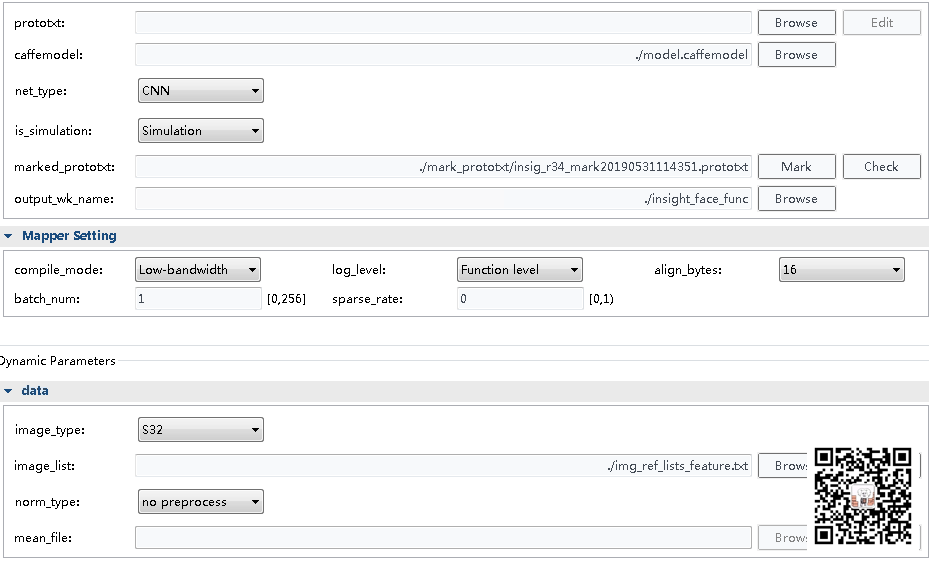 prototxt: Browse Edit
caffemodel: ./model.caffemodel Browse
net_type: CNN
is_simulation: Simulation
marked_prototxt: ./mark_prototxt/insig_r34_mark20190531114351.prototxt Mark Check
output_wk_name: ./insight_face_func Browse
Mapper Setting
compile_mode: Low-bandwidth log_level: Function level align_bytes: 16
batch_num: 1 [0,256] sparse_rate: 0 [0,1)
Dynamic Parameters
data
image_type: S32
image_list: ./img_ref_lists_feature.txt Brow
norm_type: no preprocess
mean_file: Brow